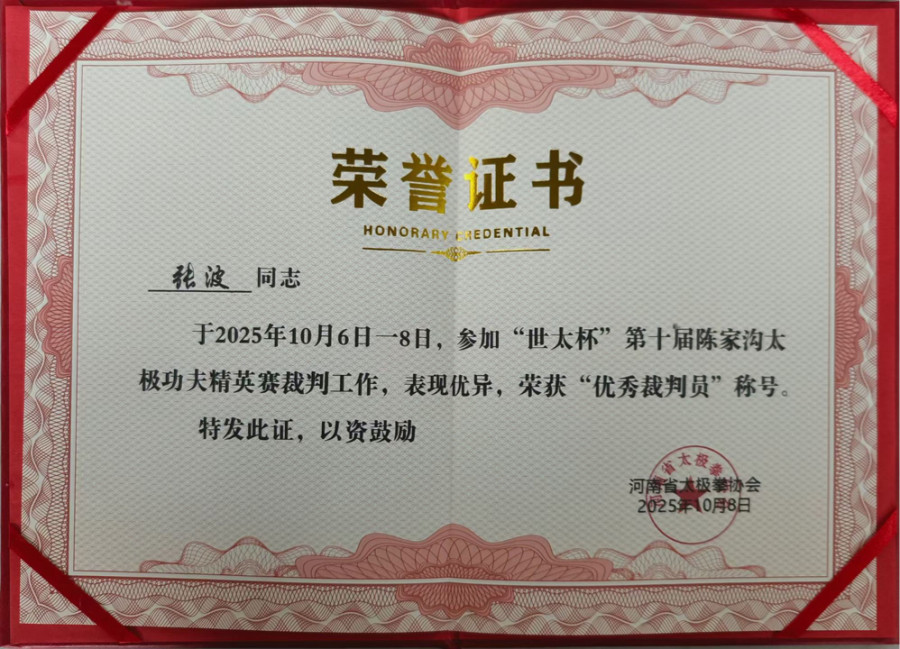 荣誉证书
HONORARY CREDENTIAL
张波 同志
于2025年10月6日一8日，参加“世太杯”第十届陈家沟太
极功夫精英赛裁判工作，表现优异，荣获“优秀裁判员”称号。
特发此证，以资鼓励
河南省太极拳协会
2025年10月8日